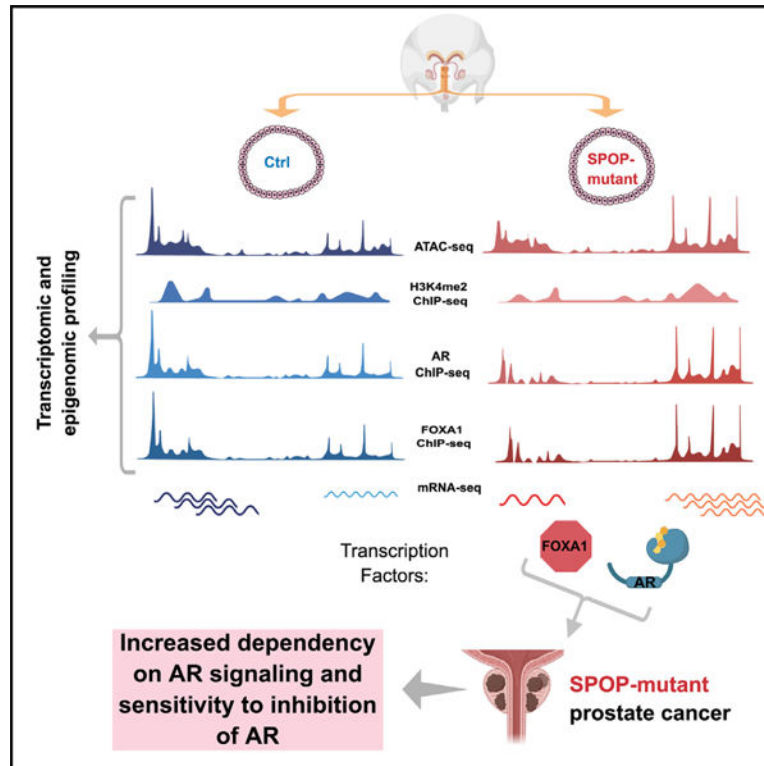 Ctrl
SPOP-
mutant
Transcriptomic and
epigenomic profiling
ATAC-seq
H3K4me2
ChIP-seq
AR
ChIP-seq
FOXA1
ChIP-seq
mRNA-seq
Transcription
Factors:
FOXA1
AR
Increased dependency
on AR signaling and
sensitivity to inhibition
of AR
SPOP-mutant
prostate cancer